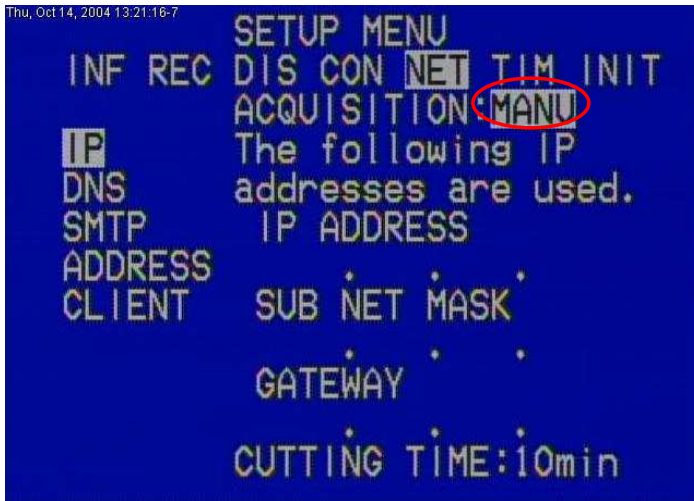 Thu, Oct 14, 2004 13:21:16-7
SETUP MENU
INF REC DIS CON NET TIM INIT
ACQUISITION:MANU
IP The following IP
DNS addresses are used.
SMTP IP ADDRESS
ADDRESS . . .
CLIENT SUB NET MASK
. . .
GATEWAY
. . .
CUTTING TIME:10min